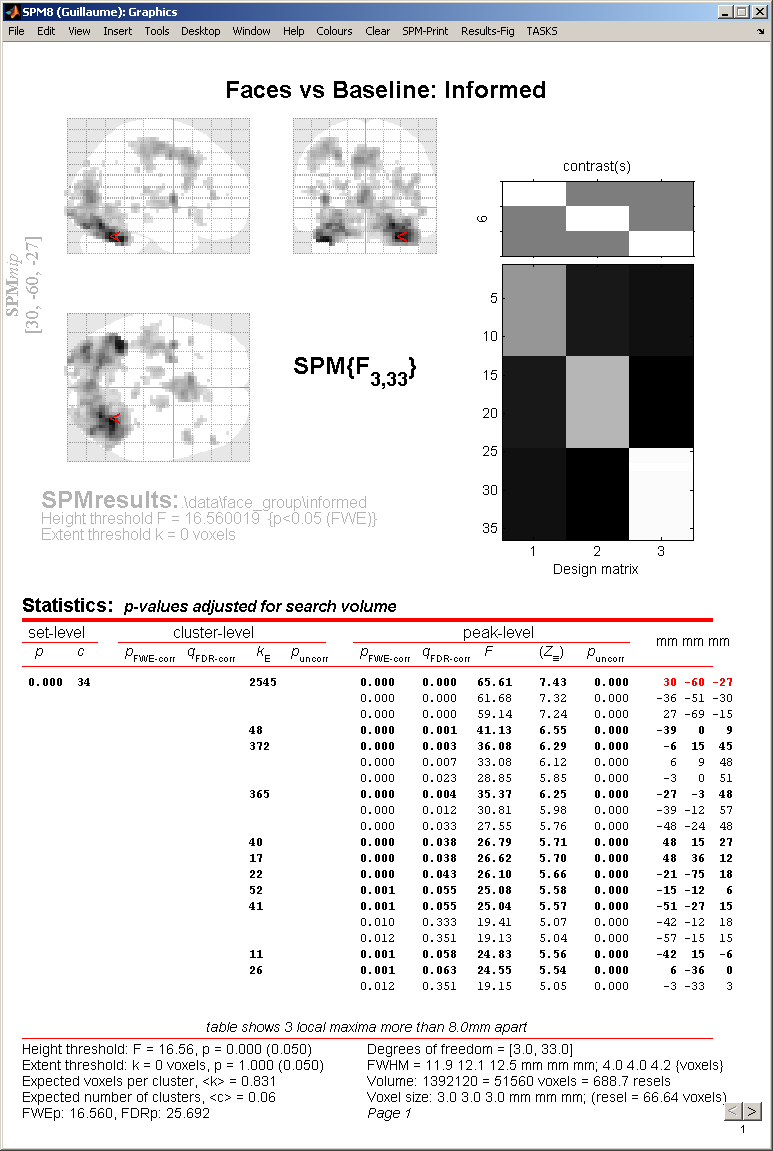 SPM8 (Guillaume): Graphics
File Edit View Insert Tools Desktop Window Help Colours Clear SPM-Print Results-Fig TASKS
Faces vs Baseline: Informed
SPMmip
[30, -60, -27]
SPM{F3,33}
contrast(s)
6
5
10
15
20
25
30
35
1 2 3
Design matrix
SPMresults: .\data\face_group\informed
Height threshold F = 16.560019 {p<0.05 (FWE)}
Extent threshold k = 0 voxels
Statistics: p-values adjusted for search volume
set-level cluster-level peak-level mm mm mm
p c pFWE-corr qFDR-corr kE puncorr pFWE-corr qFDR-corr F (Z≡) puncorr
0.000 34 2545 0.000 0.000 65.61 7.43 0.000 30 -60 -27
0.000 0.000 61.68 7.32 0.000 -36 -51 -30
0.000 0.000 59.14 7.24 0.000 27 -69 -15
48 0.000 0.001 41.13 6.55 0.000 -39 0 9
372 0.000 0.003 36.08 6.29 0.000 -6 15 45
0.000 0.007 33.08 6.12 0.000 6 9 48
0.000 0.023 28.85 5.85 0.000 -3 0 51
365 0.000 0.004 35.37 6.25 0.000 -27 -3 48
0.000 0.012 30.81 5.98 0.000 -39 -12 57
0.000 0.033 27.55 5.76 0.000 -48 -24 48
40 0.000 0.038 26.79 5.71 0.000 48 15 27
17 0.000 0.038 26.62 5.70 0.000 48 36 12
22 0.000 0.043 26.10 5.66 0.000 -21 -75 18
52 0.001 0.055 25.08 5.58 0.000 -15 -12 6
41 0.001 0.055 25.04 5.57 0.000 -51 -27 15
0.010 0.333 19.41 5.07 0.000 -42 -12 18
0.012 0.351 19.13 5.04 0.000 -57 -15 15
11 0.001 0.058 24.83 5.56 0.000 -42 15 -6
26 0.001 0.063 24.55 5.54 0.000 6 -36 0
0.012 0.351 19.15 5.05 0.000 -3 -33 3
table shows 3 local maxima more than 8.0mm apart
Height threshold: F = 16.56, p = 0.000 (0.050)
Extent threshold: k = 0 voxels, p = 1.000 (0.050)
Expected voxels per cluster, <k> = 0.831
Expected number of clusters, <c> = 0.06
FWEp: 16.560, FDRp: 25.692
Degrees of freedom = [3.0, 33.0]
FWHM = 11.9 12.1 12.5 mm mm mm; 4.0 4.0 4.2 {voxels}
Volume: 1392120 = 51560 voxels = 688.7 resels
Voxel size: 3.0 3.0 3.0 mm mm mm; (resel = 66.64 voxels)
Page 1
< >
1